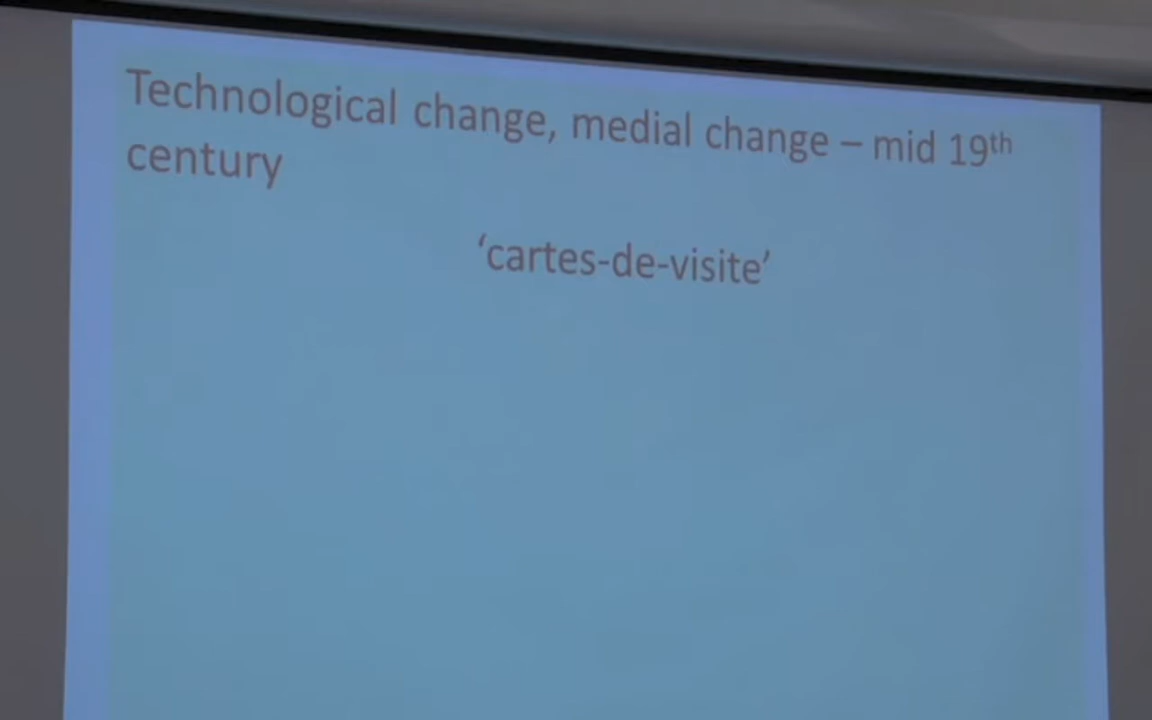 Technological change, medial change – mid 19th
century
‘cartes-de-visite’